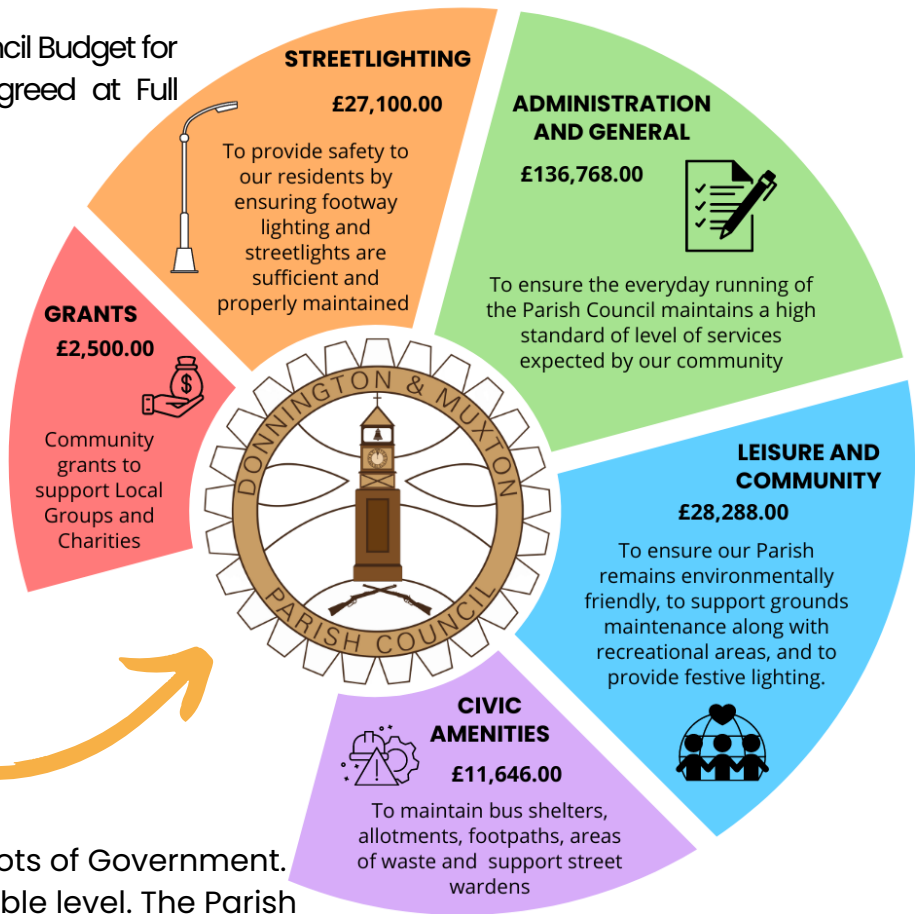 Budget for
at Full
STREETLIGHTING
£27,100.00
To provide safety to
our residents by
ensuring footway
lighting and
streetlights are
sufficient and
properly maintained
ADMINISTRATION
AND GENERAL
£136,768.00
To ensure the everyday running of
the Parish Council maintains a high
standard of level of services
expected by our community
GRANTS
£2,500.00
$
Community
grants to
support Local
Groups and
Charities
DONNINGTON & MUXTON
PARISH COUNCIL
LEISURE AND
COMMUNITY
£28,288.00
To ensure our Parish
remains environmentally
friendly, to support grounds
maintenance along with
recreational areas, and to
provide festive lighting.
CIVIC
AMENITIES
£11,646.00
To maintain bus shelters,
allotments, footpaths, areas
of waste and support street
wardens
of Government.
level. The Parish